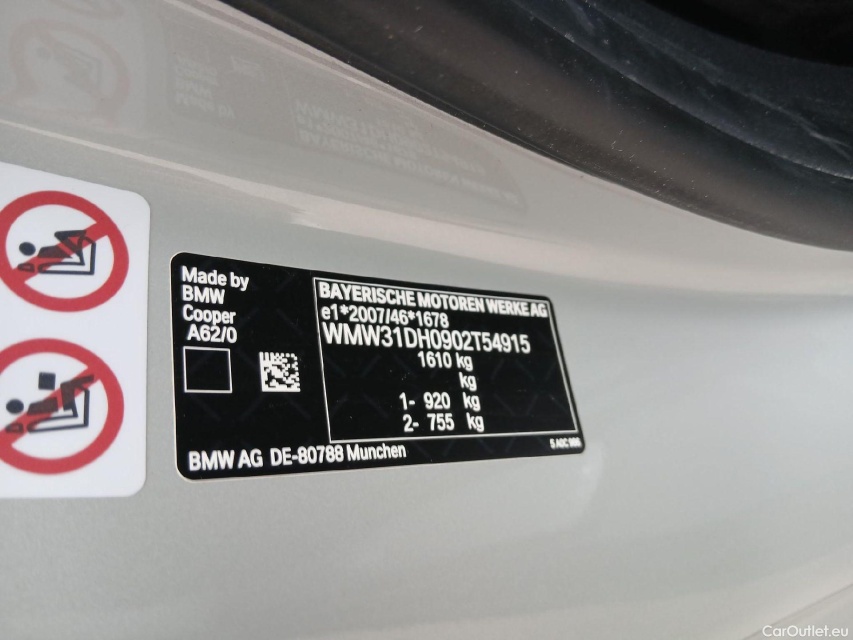 Made by
BMW
Cooper
A62/0
BAYERISCHE MOTOREN WERKE AG
e1*2007/46*1678
WMW31DH0902T54915
1610 kg
kg
1- 920 kg
2- 755 kg
BMW AG DE-80788 Munchen
CarOutlet.eu